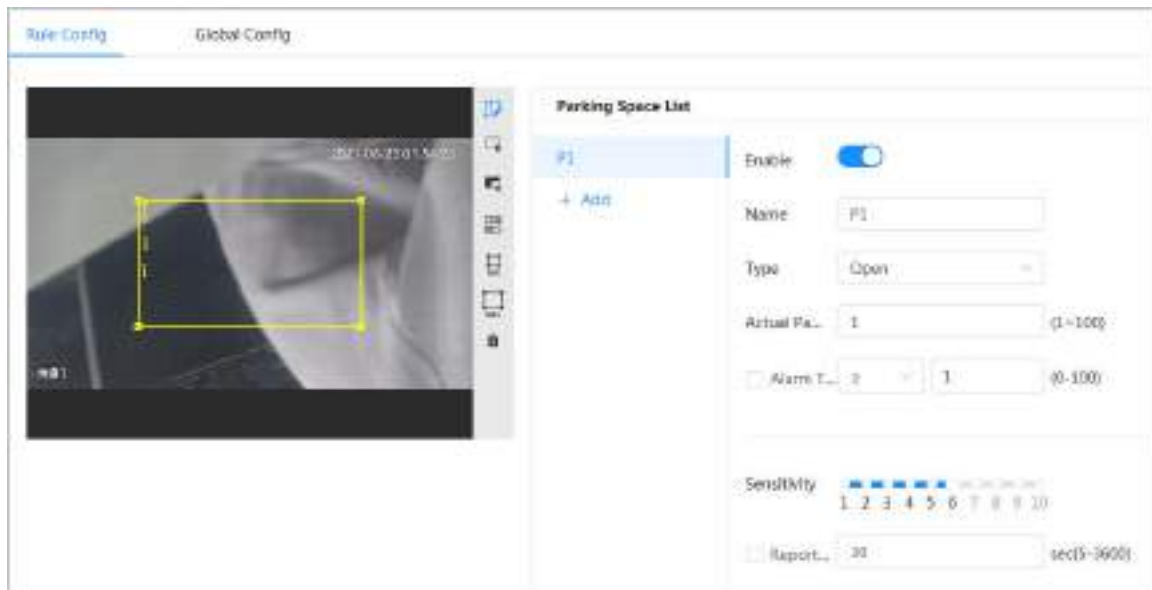 Rule Config
Global Config
Parking Space List
P1
+ Add
Enable
Name
P1
Type
Open
Actual Pa...
1
(1~100)
Alarm T...
≥
1
(0-100)
Sensitivity
1 2 3 4 5 6 7 8 9 10
Report...
30
sec(5~3600)